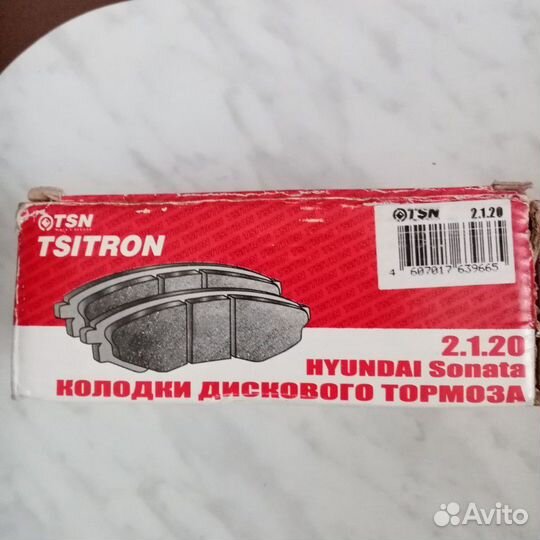 TSN
TSITRON
TSN 2.1.20
4 607017 639665
2.1.20
HYUNDAI Sonata
КОЛОДКИ ДИСКОВОГО ТОРМОЗА
Avito